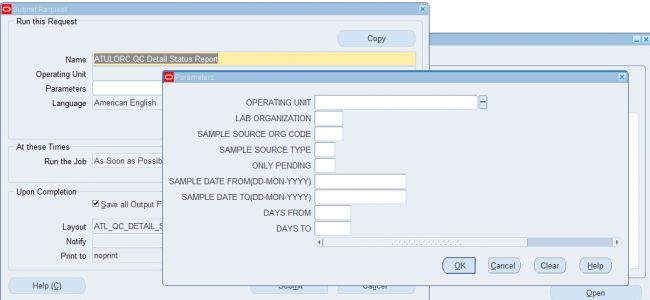 Submit Request
Run this Request
Copy
Name ATULORC QC Detail Status Report
Operating Unit
Parameters
Language American English
At these Times
Run the Job As Soon as Possib
Upon Completion
Save all Output F
Layout ATL_QC_DETAIL_S
Notify
Print to noprint
Help (C)
Submit
Cancel
Open
Parameters
OPERATING UNIT
LAB ORGANIZATION
SAMPLE SOURCE ORG CODE
SAMPLE SOURCE TYPE
ONLY PENDING
SAMPLE DATE FROM(DD-MON-YYYY)
SAMPLE DATE TO(DD-MON-YYYY)
DAYS FROM
DAYS TO
OK
Cancel
Clear
Help